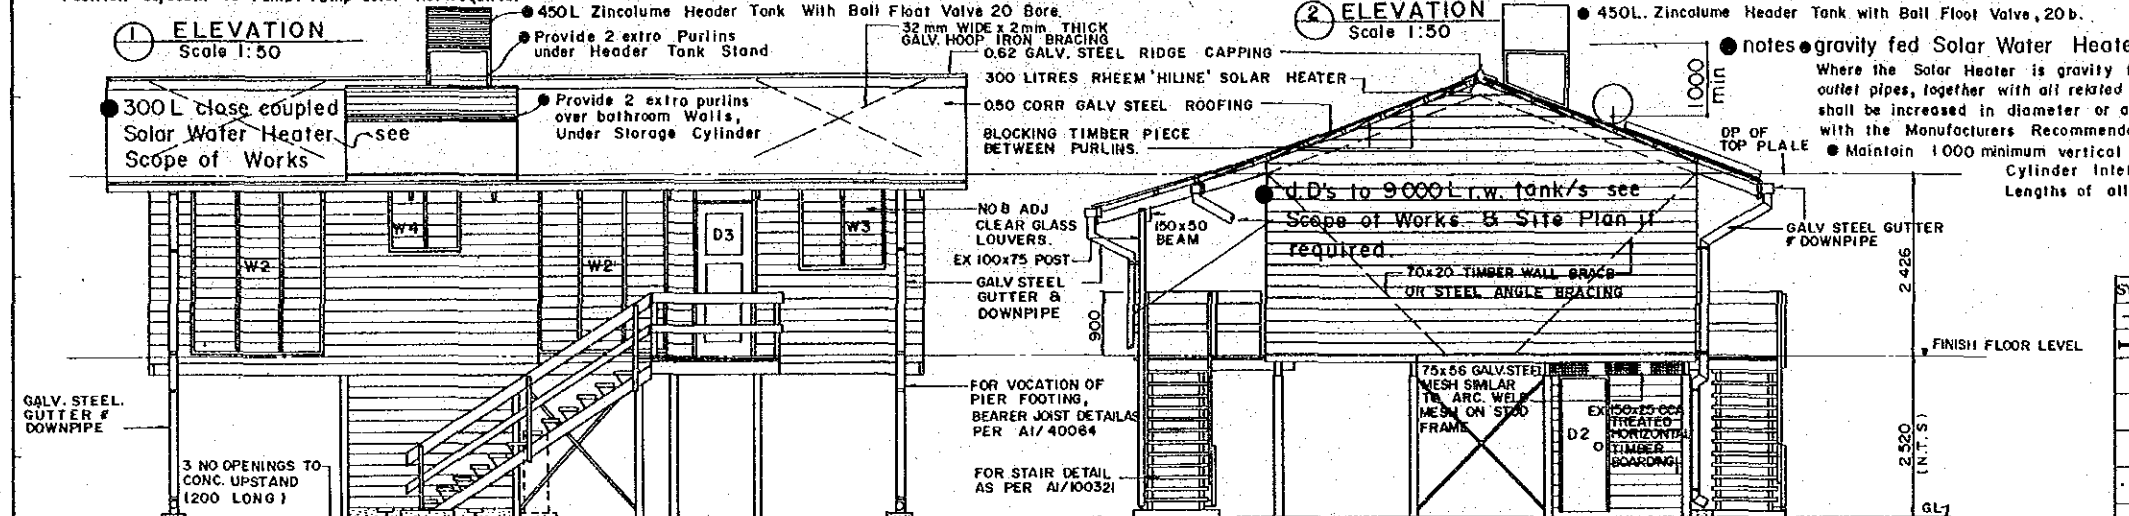 ● 450L Zincalume Header Tank With Ball Float Valve 20 Bore.
1 ELEVATION
Scale 1:50
● Provide 2 extra Purlins
under Header Tank Stand
32 mm WIDE x 2mm THICK
GALV. HOOP IRON BRACING
0.62 GALV. STEEL RIDGE CAPPING
300 LITRES RHEEM 'HILINE' SOLAR HEATER
0.50 CORR GALV STEEL ROOFING
BLOCKING TIMBER PIECE
BETWEEN PURLINS.
● 300 L close coupled
Solar Water Heater see
Scope of Works
● Provide 2 extra purlins
over bathroom Walls,
Under Storage Cylinder
2 ELEVATION
Scale 1:50
● 450L. Zincalume Header Tank with Ball Float Valve, 20 b.
● notes ● gravity fed Solar Water Heate
Where the Solar Heater is gravity f
outlet pipes, together with all related
shall be increased in diameter or a
with the Manufacturers Recommende
● Maintain 1000 minimum vertical
Cylinder Inlet
Lengths of all
1000
min
OP OF
TOP PLALE
W2
W4
W2
D3
W3
NO 8 ADJ
CLEAR GLASS
LOUVERS.
EX 100x75 POST
GALV STEEL
GUTTER &
DOWNPIPE
150x50
BEAM
900
● d.D's to 9000 L r.w. tank/s see
Scope of Works & Site Plan if
required.
70x20 TIMBER WALL BRACE
OR STEEL ANGLE BRACING
GALV STEEL GUTTER
& DOWNPIPE
2 426
FINISH FLOOR LEVEL
GALV. STEEL.
GUTTER &
DOWNPIPE
3 NO OPENINGS TO
CONC. UPSTAND
(200 LONG)
FOR VOCATION OF
PIER FOOTING,
BEARER JOIST DETAILAS
PER A1/40064
FOR STAIR DETAIL
AS PER A1/100321
75x56 GALV.STEEL
MESH SIMILAR
TO ARC. WELD
MESH ON STUD
FRAME
D2
EX 150x25 CCA
TREATED
HORIZONTAL
TIMBER
BOARDING
2 520
(N.T.S)
GL
SY